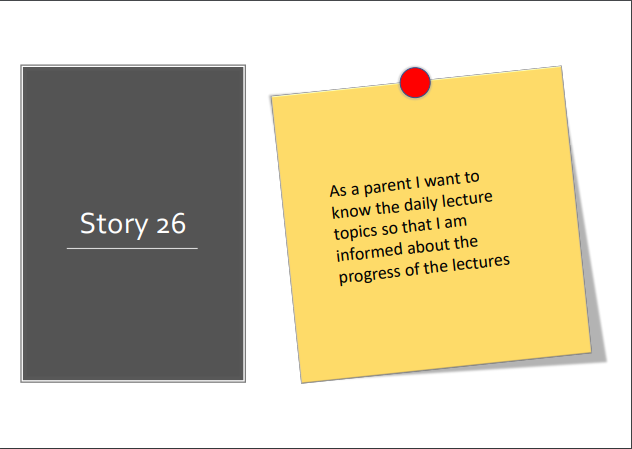 Story 26
As a parent I want to
know the daily lecture
topics so that I am
informed about the
progress of the lectures